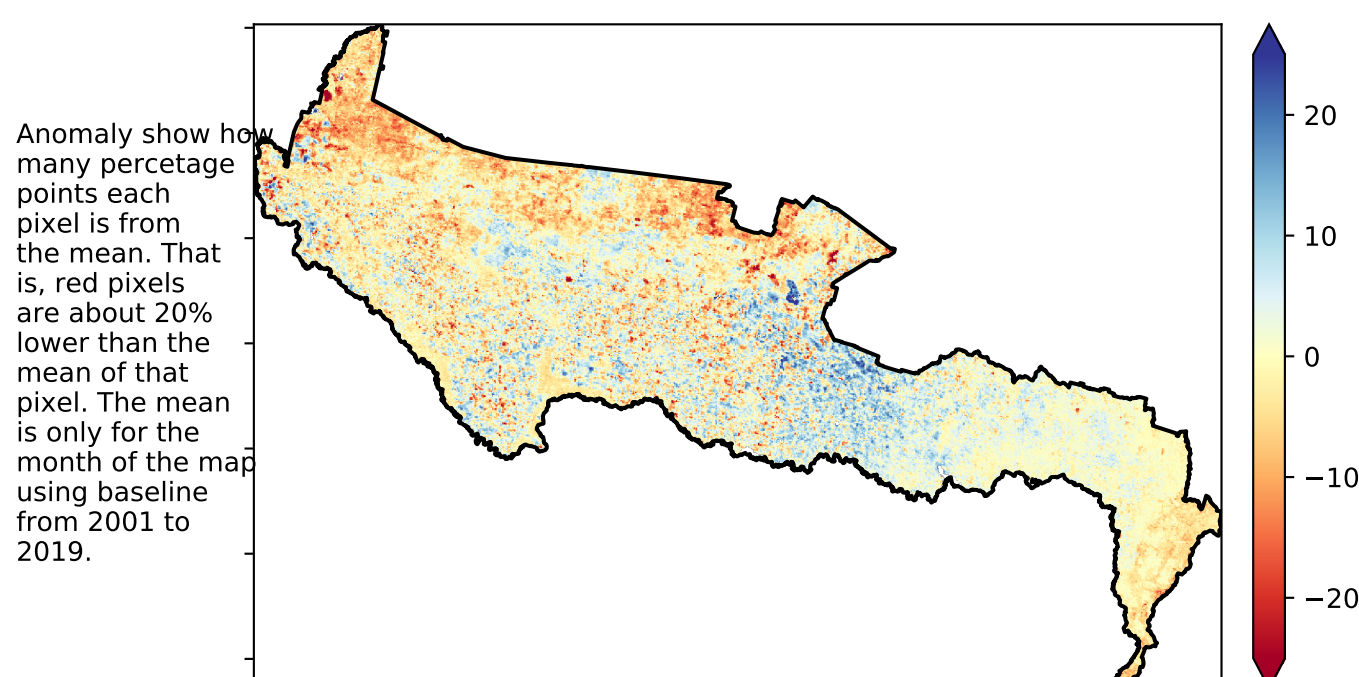 Anomaly show how
many percetage
points each
pixel is from
the mean. That
is, red pixels
are about 20%
lower than the
mean of that
pixel. The mean
is only for the
month of the map
using baseline
from 2001 to
2019.
20
10
0
−10
−20